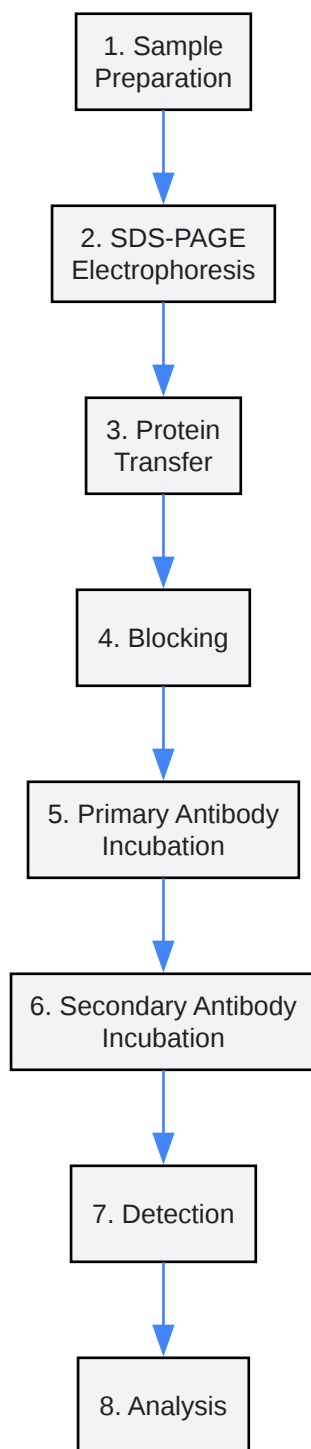 1. Sample
Preparation
2. SDS-PAGE
Electrophoresis
3. Protein
Transfer
4. Blocking
5. Primary Antibody
Incubation
6. Secondary Antibody
Incubation
7. Detection
8. Analysis